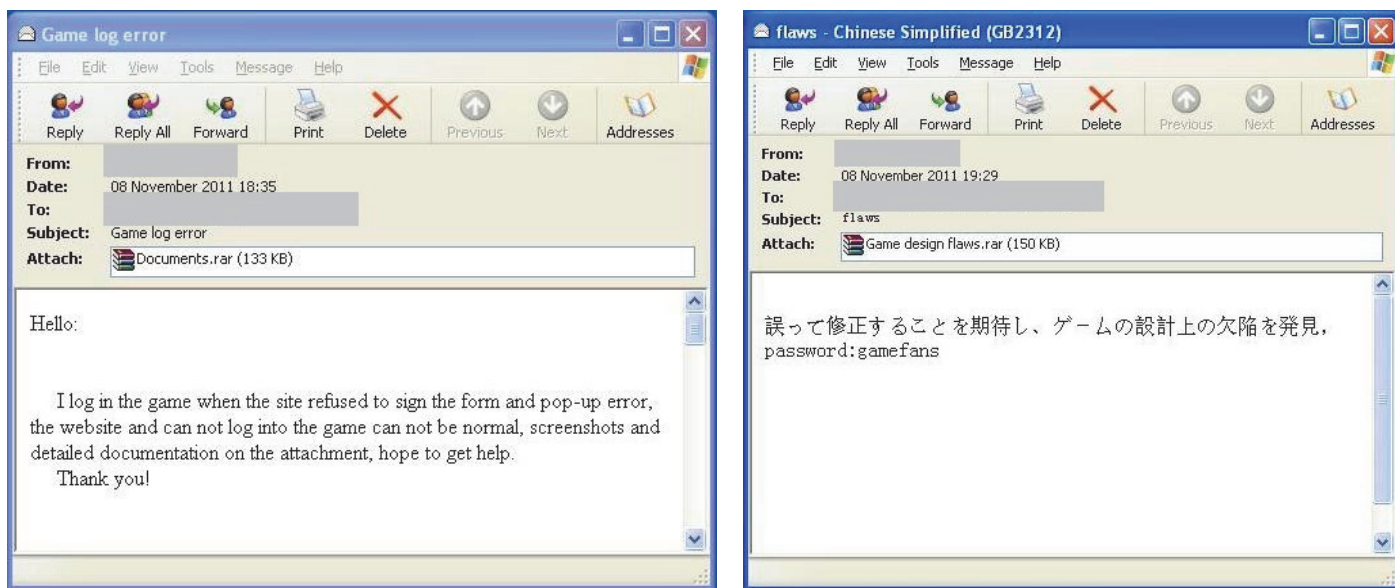 Game log error
File Edit View Tools Message Help
Reply Reply All Forward Print Delete Previous Next Addresses
From:
Date: 08 November 2011 18:35
To:
Subject: Game log error
Attach: Documents.rar (133 KB)
Hello:
I log in the game when the site refused to sign the form and pop-up error,
the website and can not log into the game can not be normal, screenshots and
detailed documentation on the attachment, hope to get help.
Thank you!
flaws - Chinese Simplified (GB2312)
File Edit View Tools Message Help
Reply Reply All Forward Print Delete Previous Next Addresses
From:
Date: 08 November 2011 19:29
To:
Subject: flaws
Attach: Game design flaws.rar (150 KB)
誤って修正することを期待し、ゲームの設計上の欠陥を発見，
password:gamefans